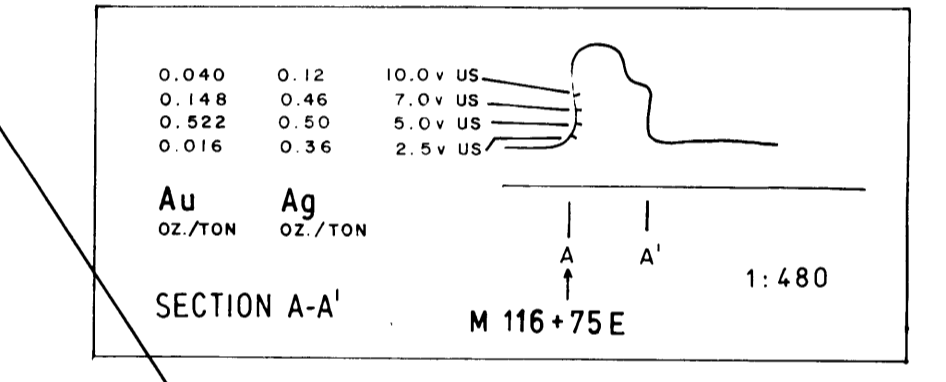 0.040 0.12 10.0 v US
0.148 0.46 7.0 v US
0.522 0.50 5.0 v US
0.016 0.36 2.5 v US
Au Ag
OZ./TON OZ./TON
A A'
1:480
SECTION A-A'
M 116+75E